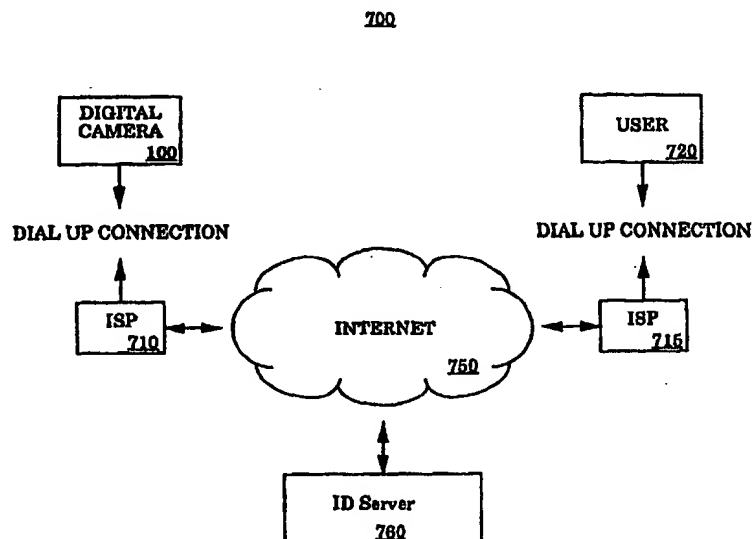 700
DIGITAL
CAMERA
100
USER
720
DIAL UP CONNECTION
DIAL UP CONNECTION
ISP
710
INTERNET
750
ISP
715
ID Server
760